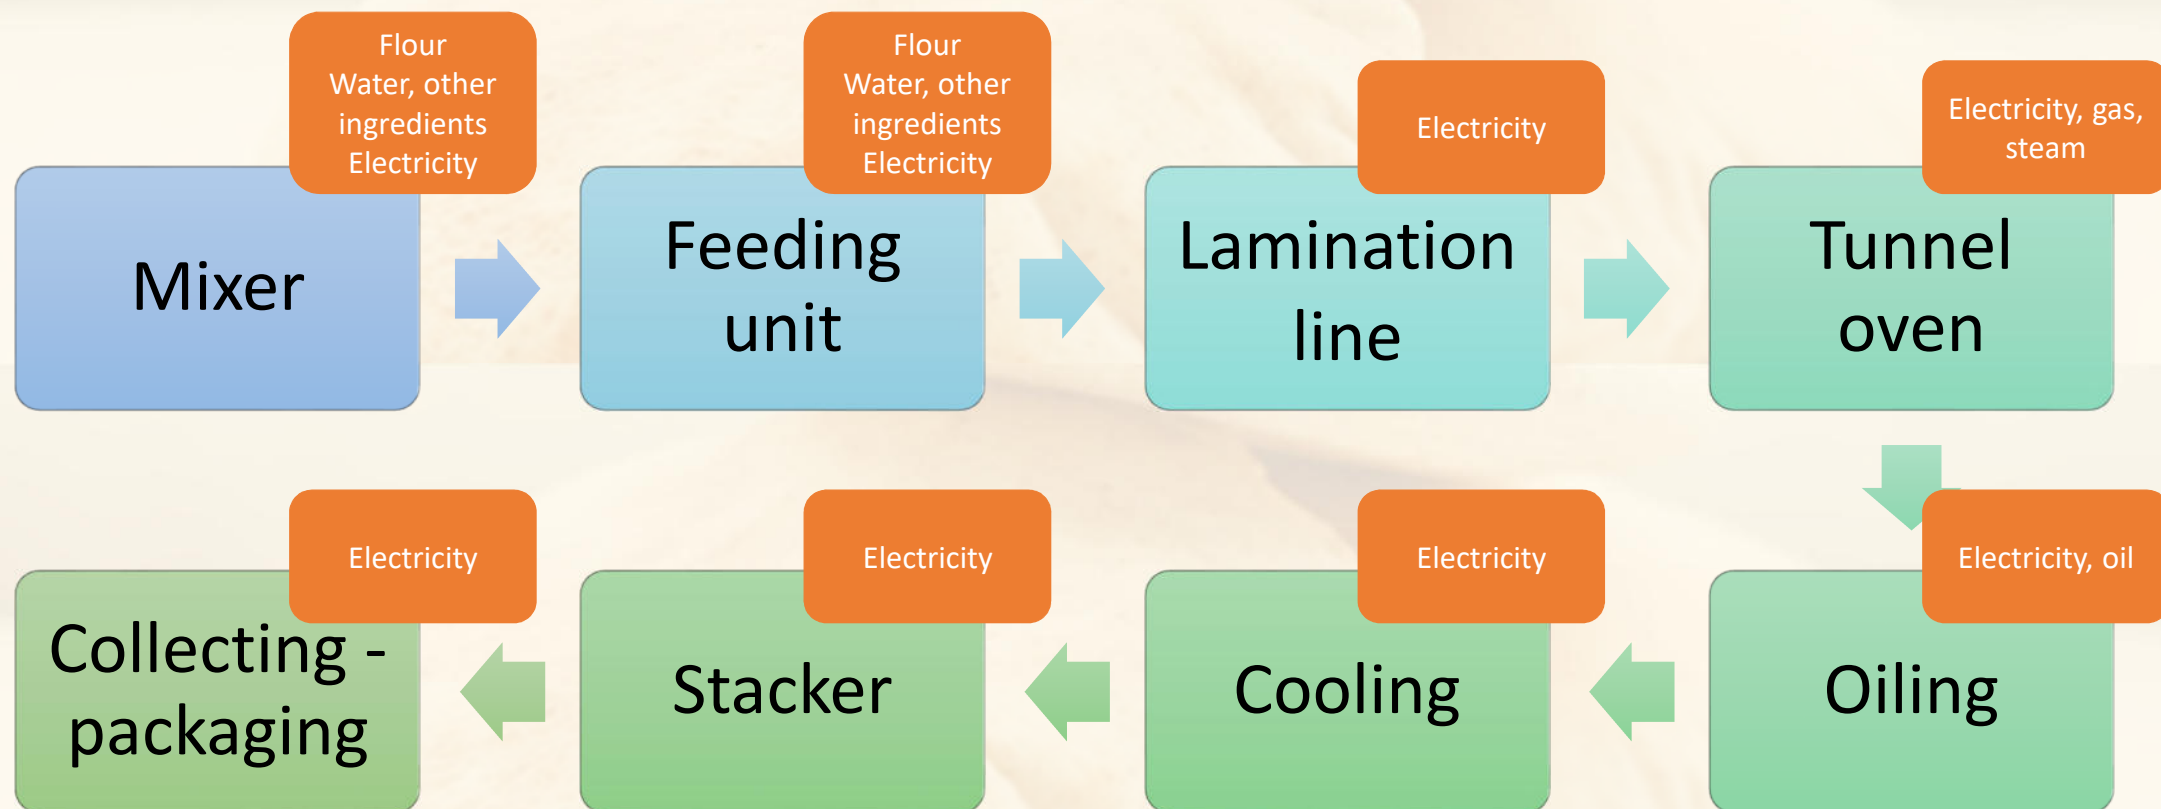 Flour
Water, other
ingredients
Electricity
Mixer
Flour
Water, other
ingredients
Electricity
Feeding
unit
Electricity
Lamination
line
Electricity, gas,
steam
Tunnel
oven
Electricity, oil
Oiling
Electricity
Cooling
Electricity
Stacker
Electricity
Collecting -
packaging